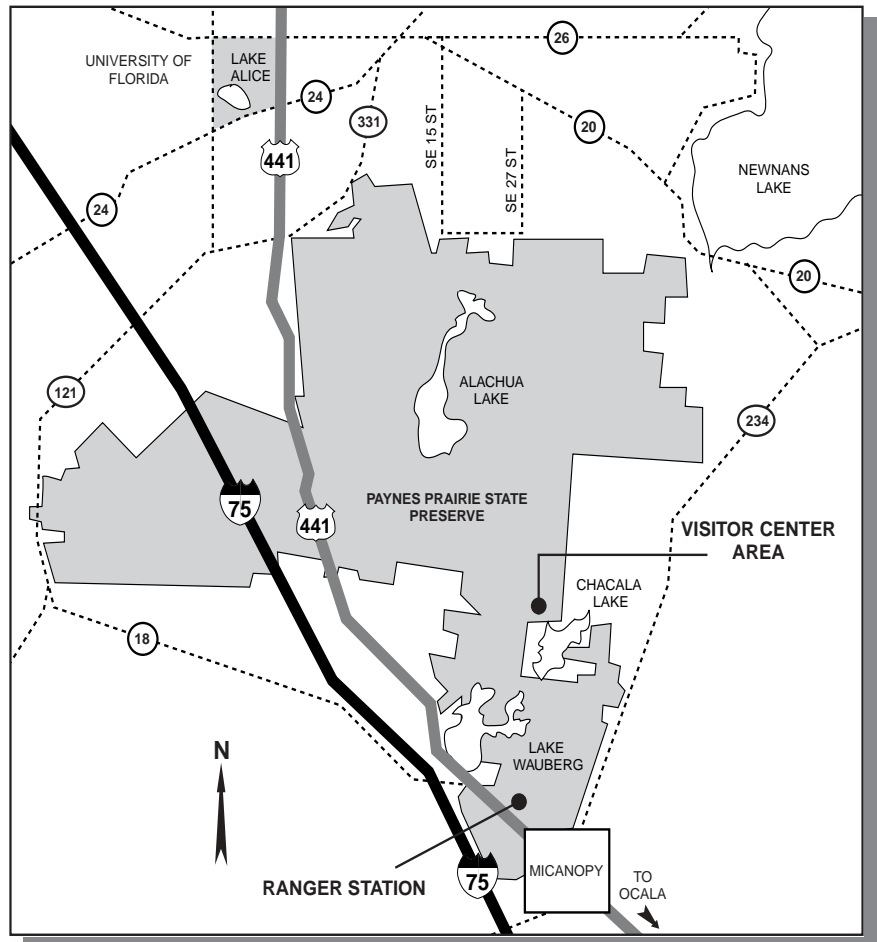 26
UNIVERSITY OF
FLORIDA
LAKE
ALICE
24
331
441
SE 15 ST
SE 27 ST
20
NEWNANS
LAKE
24
20
121
ALACHUA
LAKE
234
75
PAYNES PRAIRIE STATE
PRESERVE
441
VISITOR CENTER
AREA
CHACALA
LAKE
18
N
LAKE
WAUBERG
RANGER STATION
75
MICANOPY
TO
OCALA